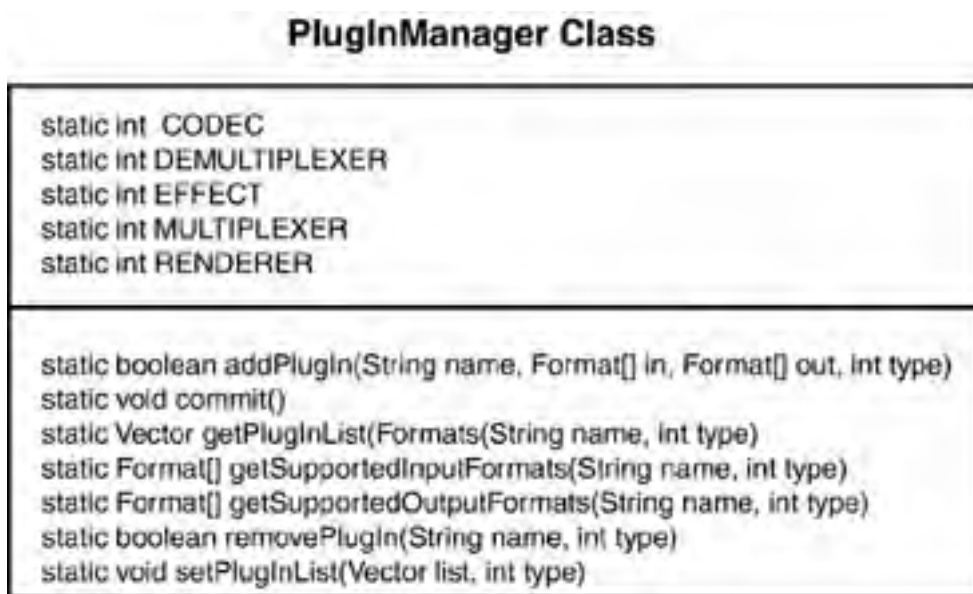 PlugInManager Class
static int CODEC
static int DEMULTIPLEXER
static int EFFECT
static int MULTIPLEXER
static int RENDERER
static boolean addPlugIn(String name, Format[] in, Format[] out, int type)
static void commit()
static Vector getPlugInList(Formats(String name, int type)
static Format[] getSupportedInputFormats(String name, int type)
static Format[] getSupportedOutputFormats(String name, int type)
static boolean removePlugIn(String name, int type)
static void setPlugInList(Vector list, int type)